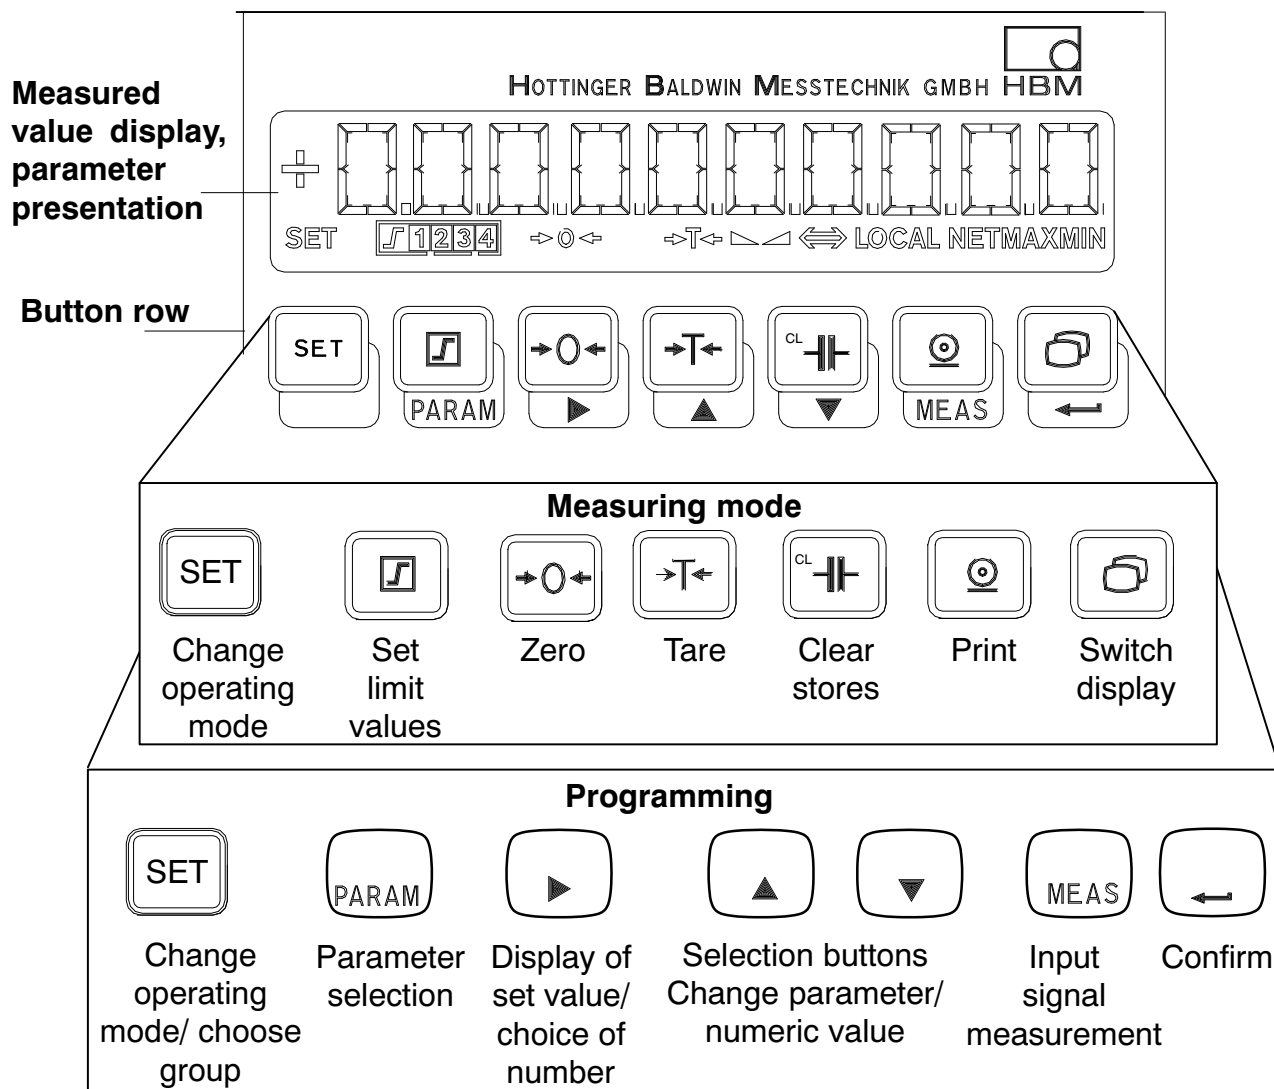 HOTTINGER BALDWIN MESSTECHNIK GMBH HBM
Measured
value display,
parameter
presentation
SET 1 2 3 4 →0← →T← LOCAL NET MAX MIN
Button row
SET →0← →T← CL
PARAM MEAS
Measuring mode
SET →0← →T← CL
Change
operating
mode
Set
limit
values
Zero
Tare
Clear
stores
Print
Switch
display
Programming
SET PARAM MEAS
Change
operating
mode/ choose
group
Parameter
selection
Display of
set value/
choice of
number
Selection buttons
Change parameter/
numeric value
Input
signal
measurement
Confirm